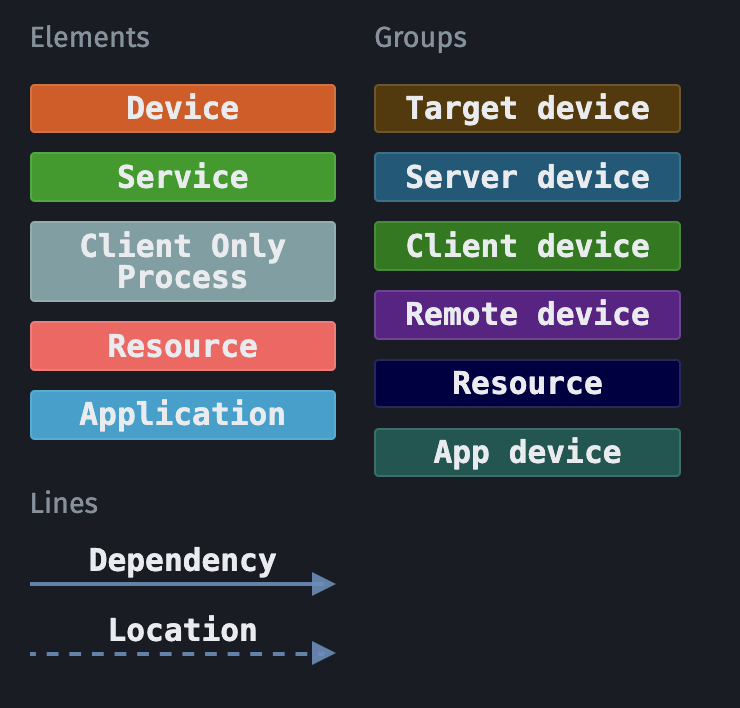 Elements
Device
Service
Client Only
Process
Resource
Application
Lines
Dependency
Location
Groups
Target device
Server device
Client device
Remote device
Resource
App device